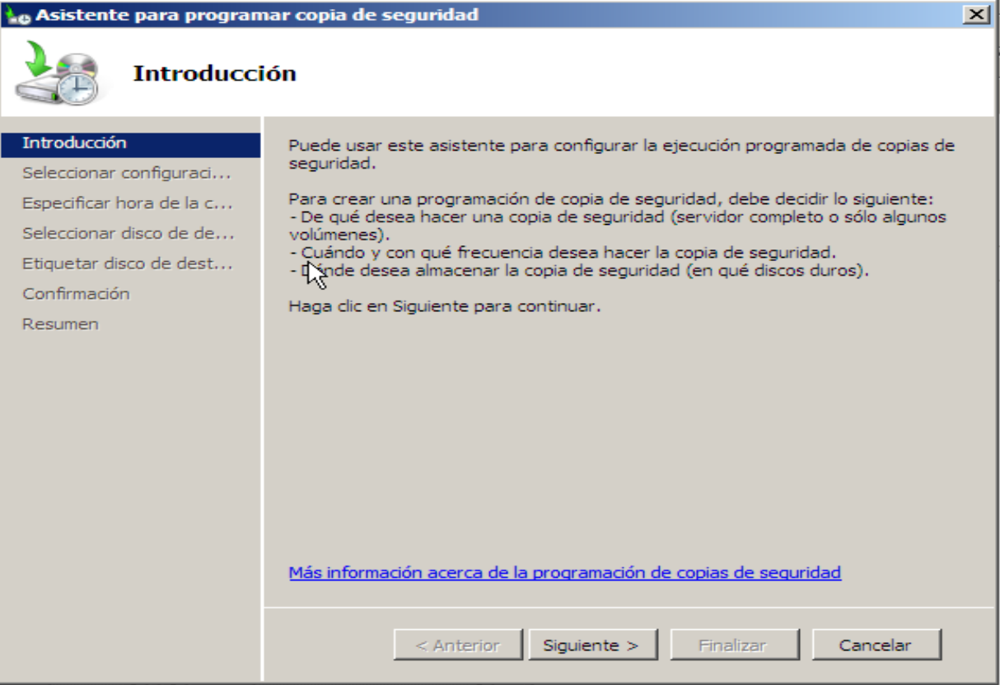 Asistente para programar copia de seguridad
Introducción
Introducción
Seleccionar configuraci...
Especificar hora de la c...
Seleccionar disco de de...
Etiquetar disco de dest...
Confirmación
Resumen
Puede usar este asistente para configurar la ejecución programada de copias de
seguridad.
Para crear una programación de copia de seguridad, debe decidir lo siguiente:
- De qué desea hacer una copia de seguridad (servidor completo o sólo algunos
volúmenes).
- Cuándo y con qué frecuencia desea hacer la copia de seguridad.
- Dónde desea almacenar la copia de seguridad (en qué discos duros).
Haga clic en Siguiente para continuar.
Más información acerca de la programación de copias de seguridad
< Anterior
Siguiente >
Finalizar
Cancelar